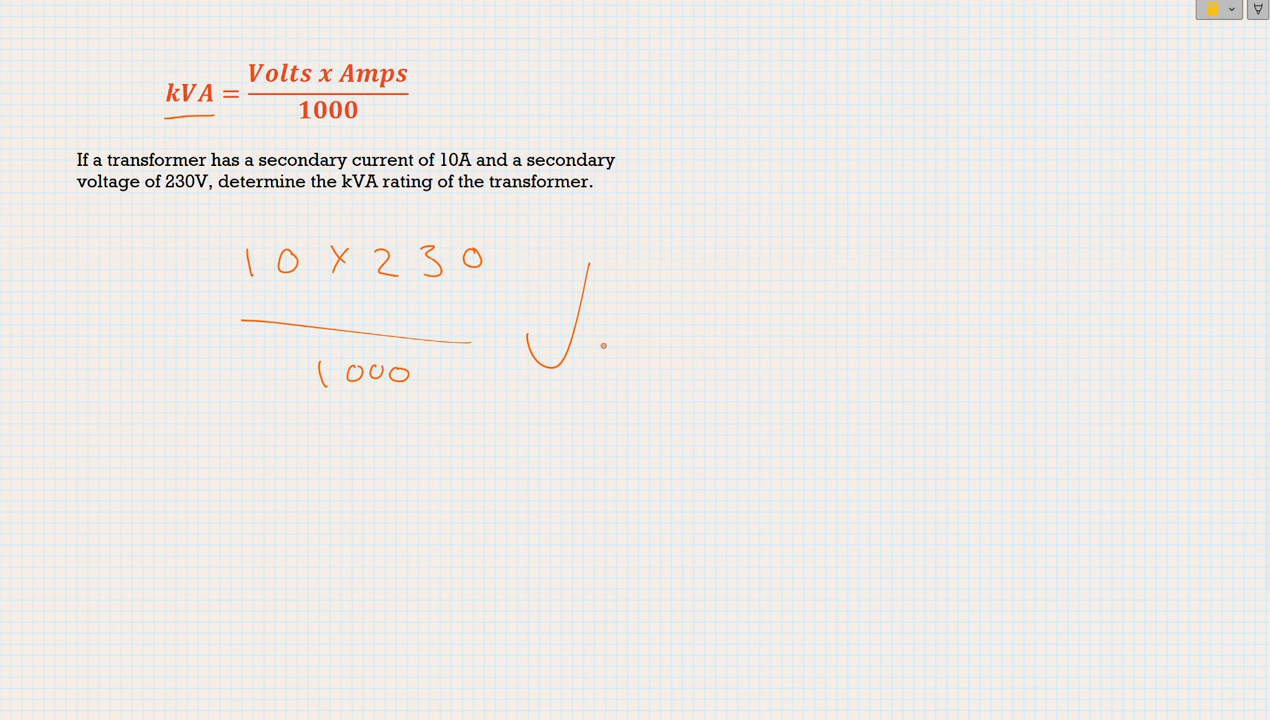 kVA = Volts x Amps
1000
If a transformer has a secondary current of 10A and a secondary
voltage of 230V, determine the kVA rating of the transformer.
10 x 230
1000